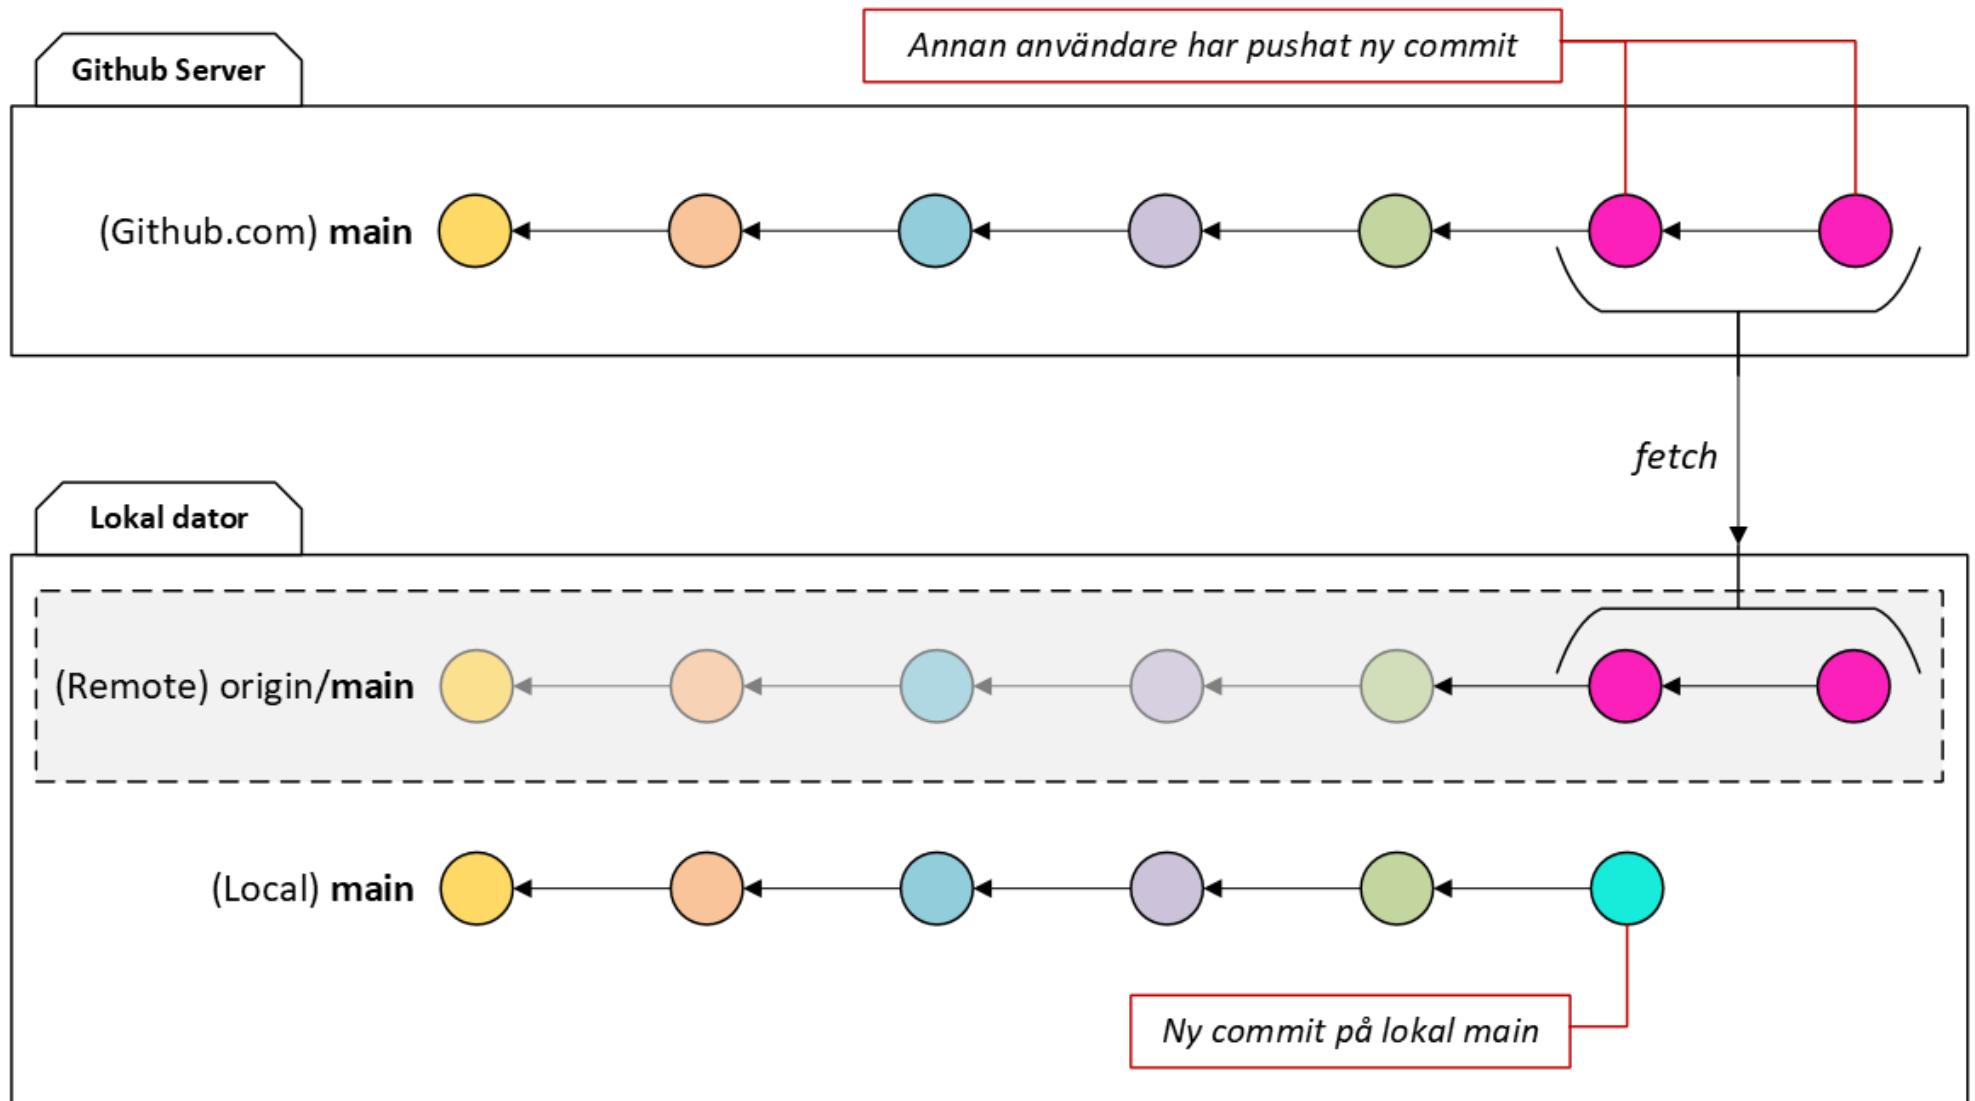 Annan användare har pushat ny commit
Github Server
(Github.com) main
fetch
Lokal dator
(Remote) origin/main
(Local) main
Ny commit på lokal main